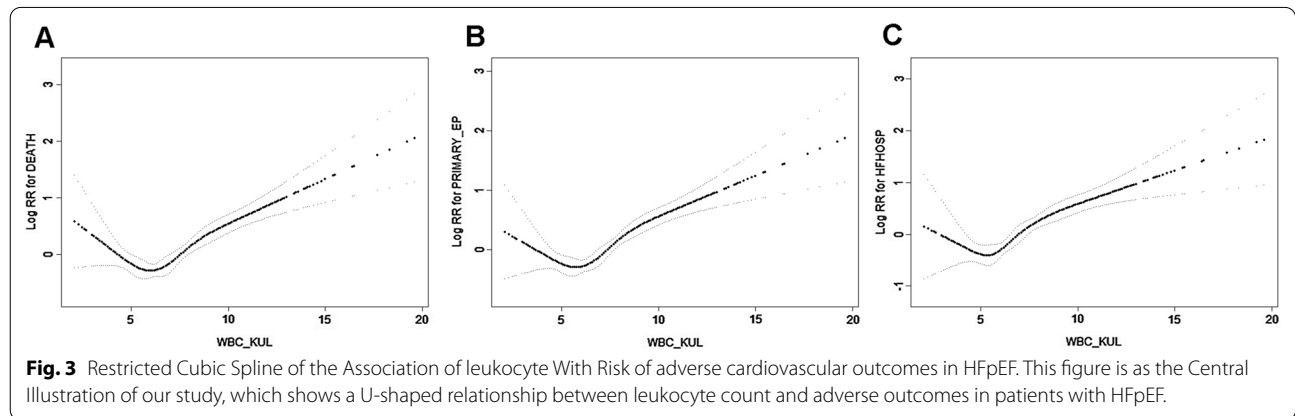 A
B
C
Log RR for DEATH
3
2
1
0
5
10
15
20
WBC_KUL
Log RR for PRIMARY_EP
3
2
1
0
5
10
15
20
WBC_KUL
Log RR for HFHOSP
3
2
1
0
-1
5
10
15
20
WBC_KUL
Fig. 3 Restricted Cubic Spline of the Association of leukocyte With Risk of adverse cardiovascular outcomes in HFpEF. This figure is as the Central
Illustration of our study, which shows a U-shaped relationship between leukocyte count and adverse outcomes in patients with HFpEF.